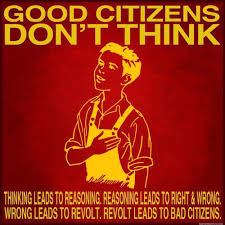 GOOD CITIZENS
DON'T THINK
THINKING LEADS TO REASONING. REASONING LEADS TO RIGHT & WRONG.
WRONG LEADS TO REVOLT. REVOLT LEADS TO BAD CITIZENS.